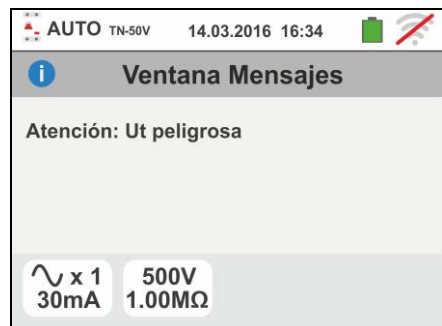 AUTO TN-50V 14.03.2016 16:34
i Ventana Mensajes
Atención: Ut peligrosa
x 1 500V
30mA 1.00MΩ